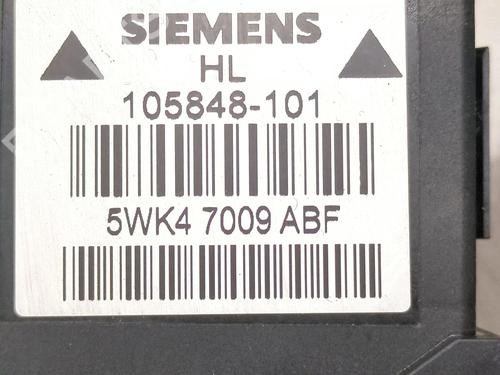 SIEMENS
HL
105848-101
5WK4 7009 ABF